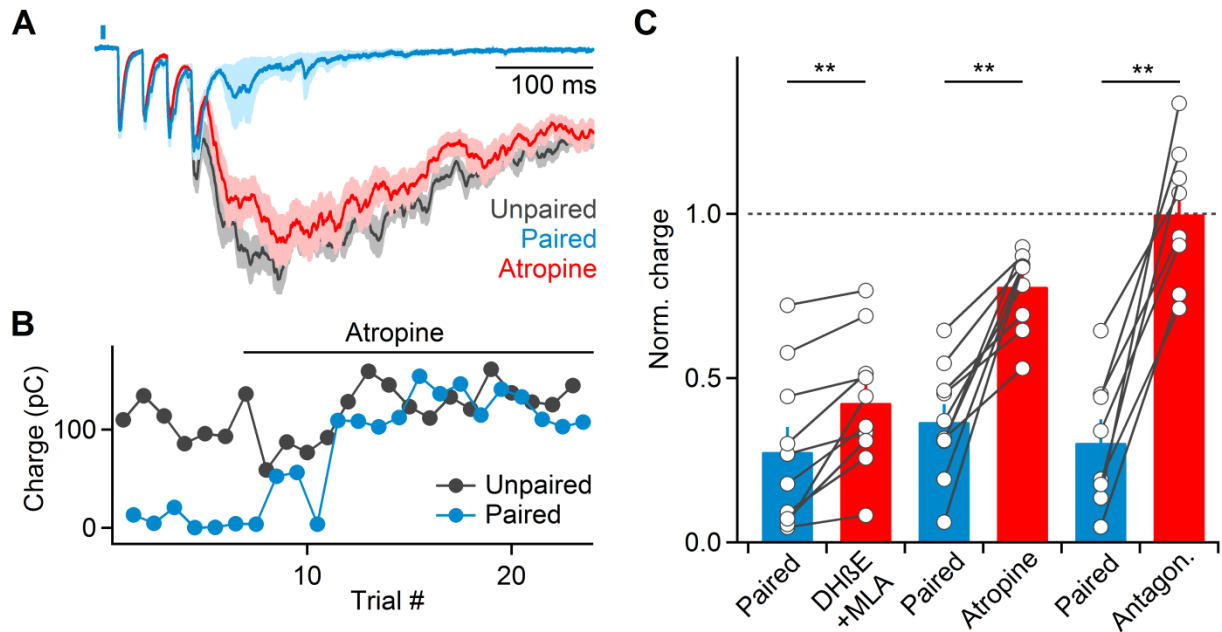 A
100 ms
Unpaired
Paired
Atropine
B
Atropine
Charge (pC)
100
0
Unpaired
Paired
10
20
Trial #
C
**
**
**
Norm. charge
1.0
0.5
0.0
Paired
DHßE
+MLA
Paired
Atropine
Paired
Antagon.